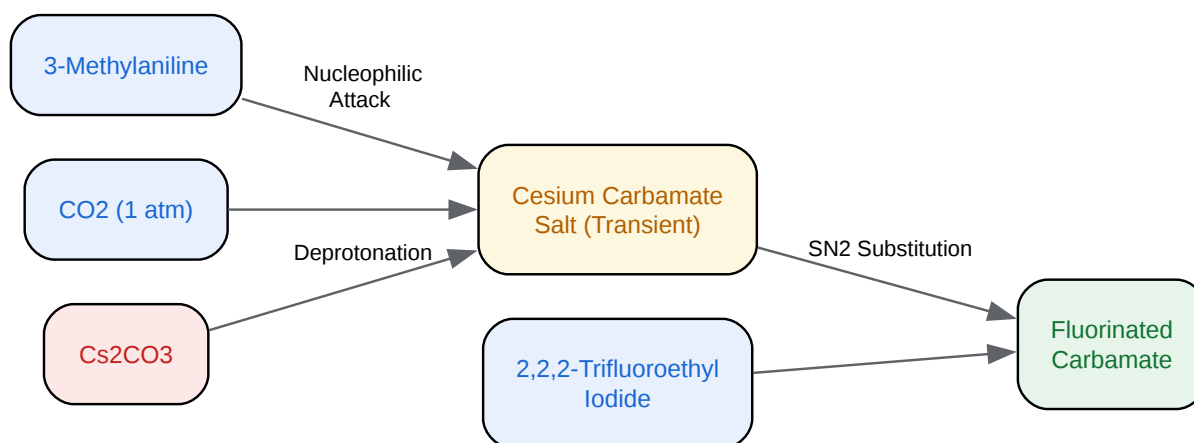 3-Methylaniline
Nucleophilic
Attack
CO2 (1 atm)
Cesium Carbamate
Salt (Transient)
Deprotonation
SN2 Substitution
Cs2CO3
2,2,2-Trifluoroethyl
Iodide
Fluorinated
Carbamate